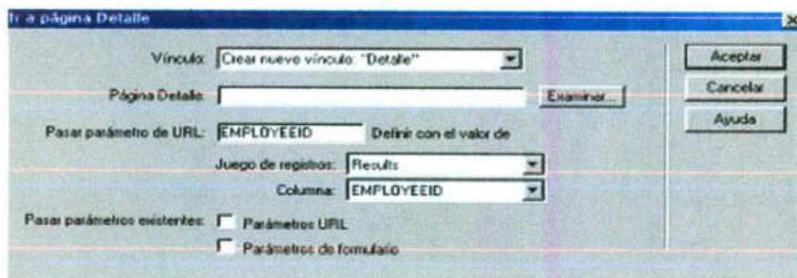 Ir a página Detalle
Vínculo: Crear nuevo vínculo: "Detalle"
Aceptar
Página Detalle: Examinar...
Cancelar
Pasar parámetro de URL: EMPLOYEEID Definir con el valor de
Ayuda
Juego de registros: Results
Columna: EMPLOYEEID
Pasar parámetros existentes: Parámetros URL
Parámetros de formulario